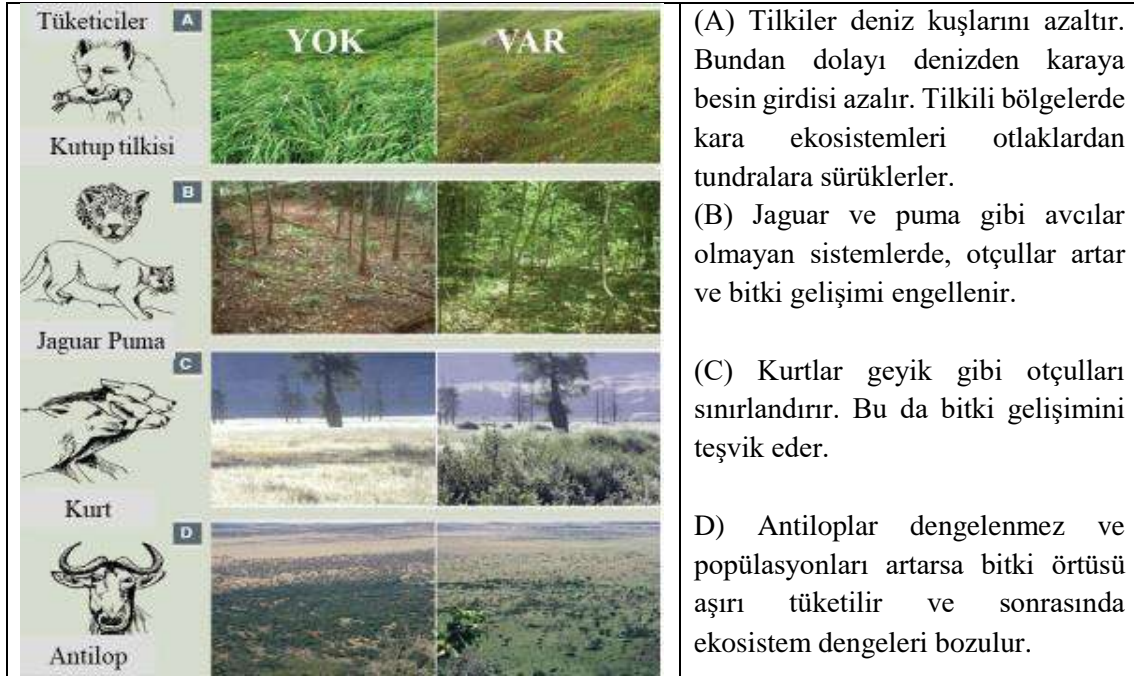 Tüketiciler
A
YOK
VAR
Kutup tilkisi
B
Jaguar Puma
C
Kurt
D
Antilop
(A) Tilkiler deniz kuşlarını azaltır.
Bundan dolayı denizden karaya
besin girdisi azalır. Tilkili bölgelerde
kara ekosistemleri otlaklardan
tundralara sürüklerler.
(B) Jaguar ve puma gibi avcılar
olmayan sistemlerde, otçullar artar
ve bitki gelişimi engellenir.
(C) Kurtlar geyik gibi otçulları
sınırlandırır. Bu da bitki gelişimini
teşvik eder.
D) Antiloplar dengelenmez ve
popülasyonları artarsa bitki örtüsü
aşırı tüketilir ve sonrasında
ekosistem dengeleri bozulur.